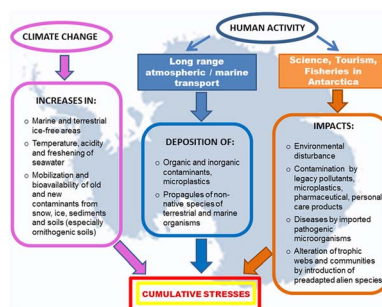 CLIMATE CHANGE
HUMAN ACTIVITY
Long range
atmospheric / marine
transport
Science, Tourism,
Fisheries in
Antarctica
INCREASES IN:
Marine and terrestrial
ice-free areas
Temperature, acidity
and freshening of
seawater
Mobilization and
bioavailability of old
and new
contaminants from
snow, ice, sediments
and soils (especially
ornithogenic soils)
DEPOSITION OF:
Organic and inorganic
contaminants,
microplastics
Propagules of non-
native species of
terrestrial and marine
organisms
IMPACTS:
Environmental
disturbance
Contamination by
legacy pollutants,
microplastics,
pharmaceutical, personal
care products
Diseases by imported
pathogenic
microorganisms
Alteration of trophic
webs and communities
by introduction of
preadapted alien species
CUMULATIVE STRESSES